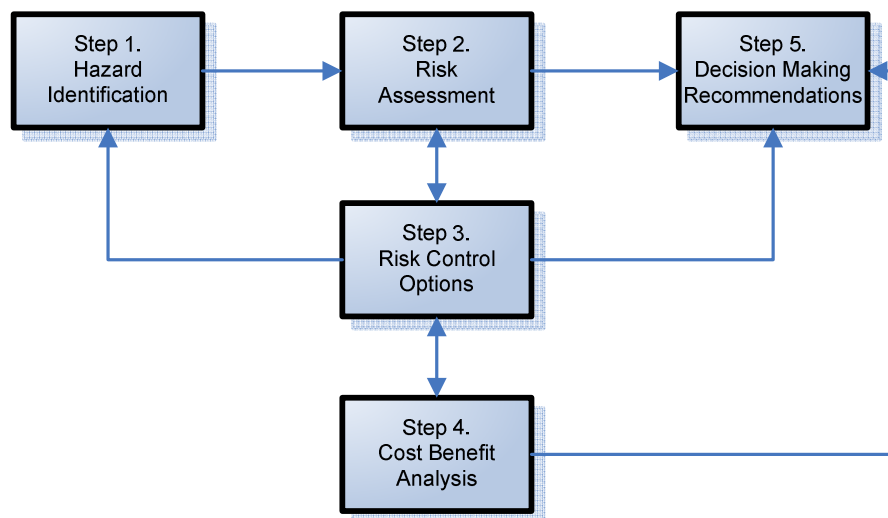 Step 1.
Hazard
Identification
Step 2.
Risk
Assessment
Step 5.
Decision Making
Recommendations
Step 3.
Risk Control
Options
Step 4.
Cost Benefit
Analysis